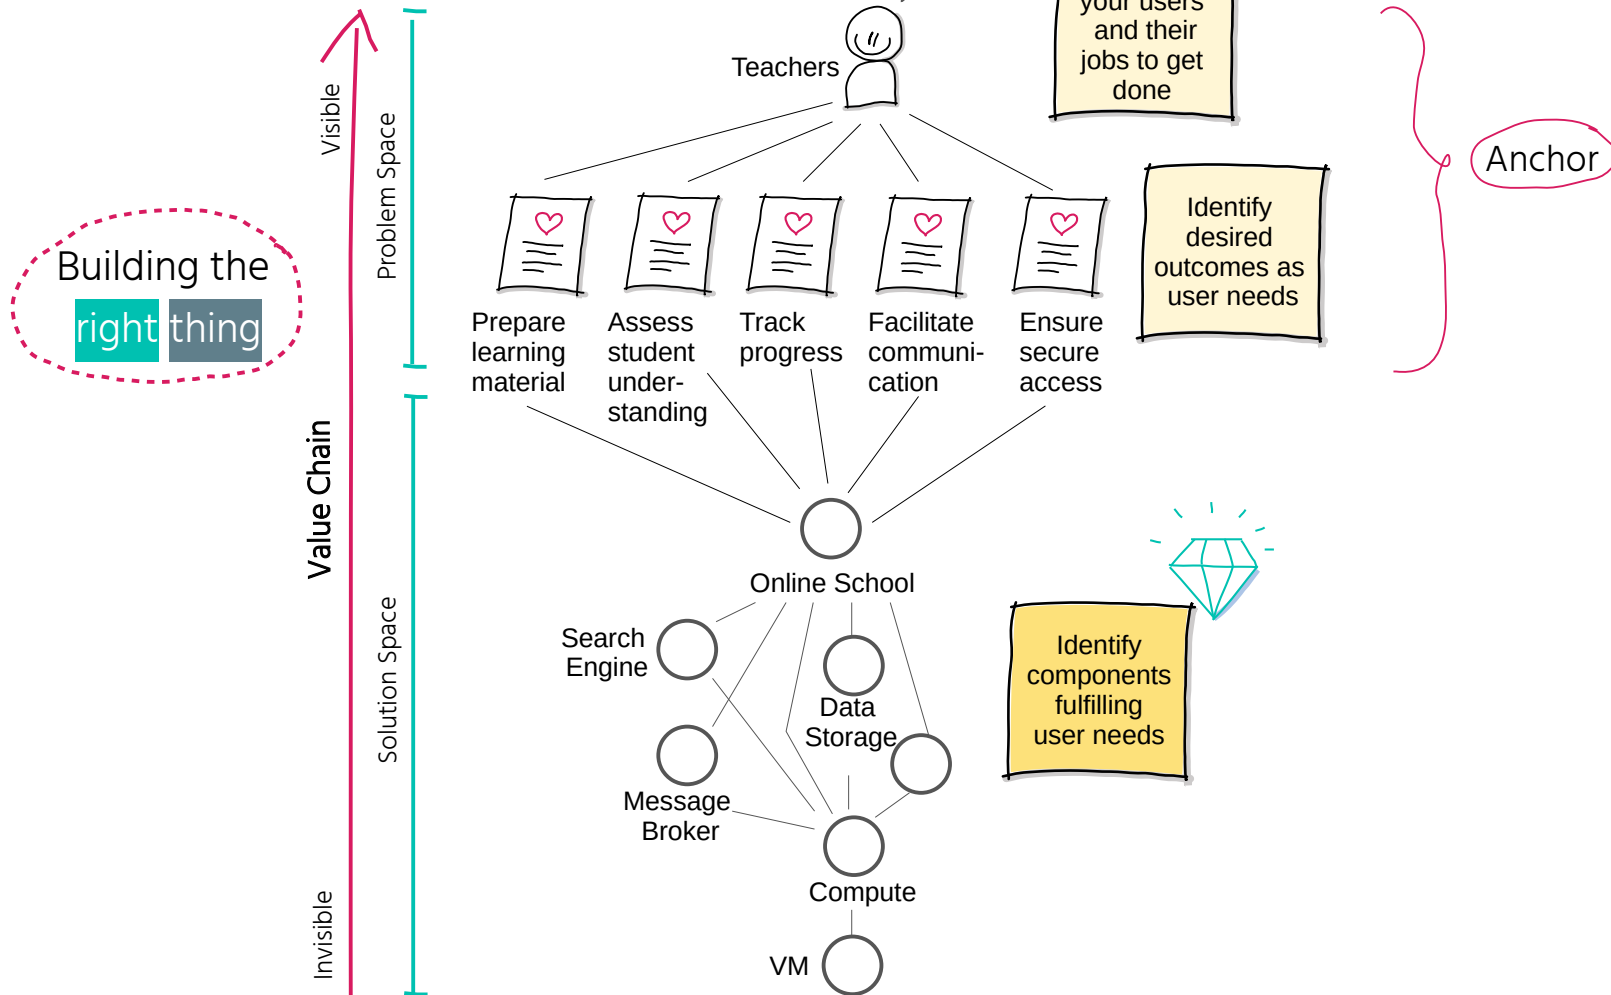 your users
and their
jobs to get
done
Teachers
Visible
Problem Space
Anchor
Identify
desired
outcomes as
user needs
Building the
right thing
Prepare
learning
material
Assess
student
under-
standing
Track
progress
Facilitate
communi-
cation
Ensure
secure
access
Value Chain
Online School
Solution Space
Search
Engine
Data
Storage
Identify
components
fulfilling
user needs
Message
Broker
Compute
Invisible
VM